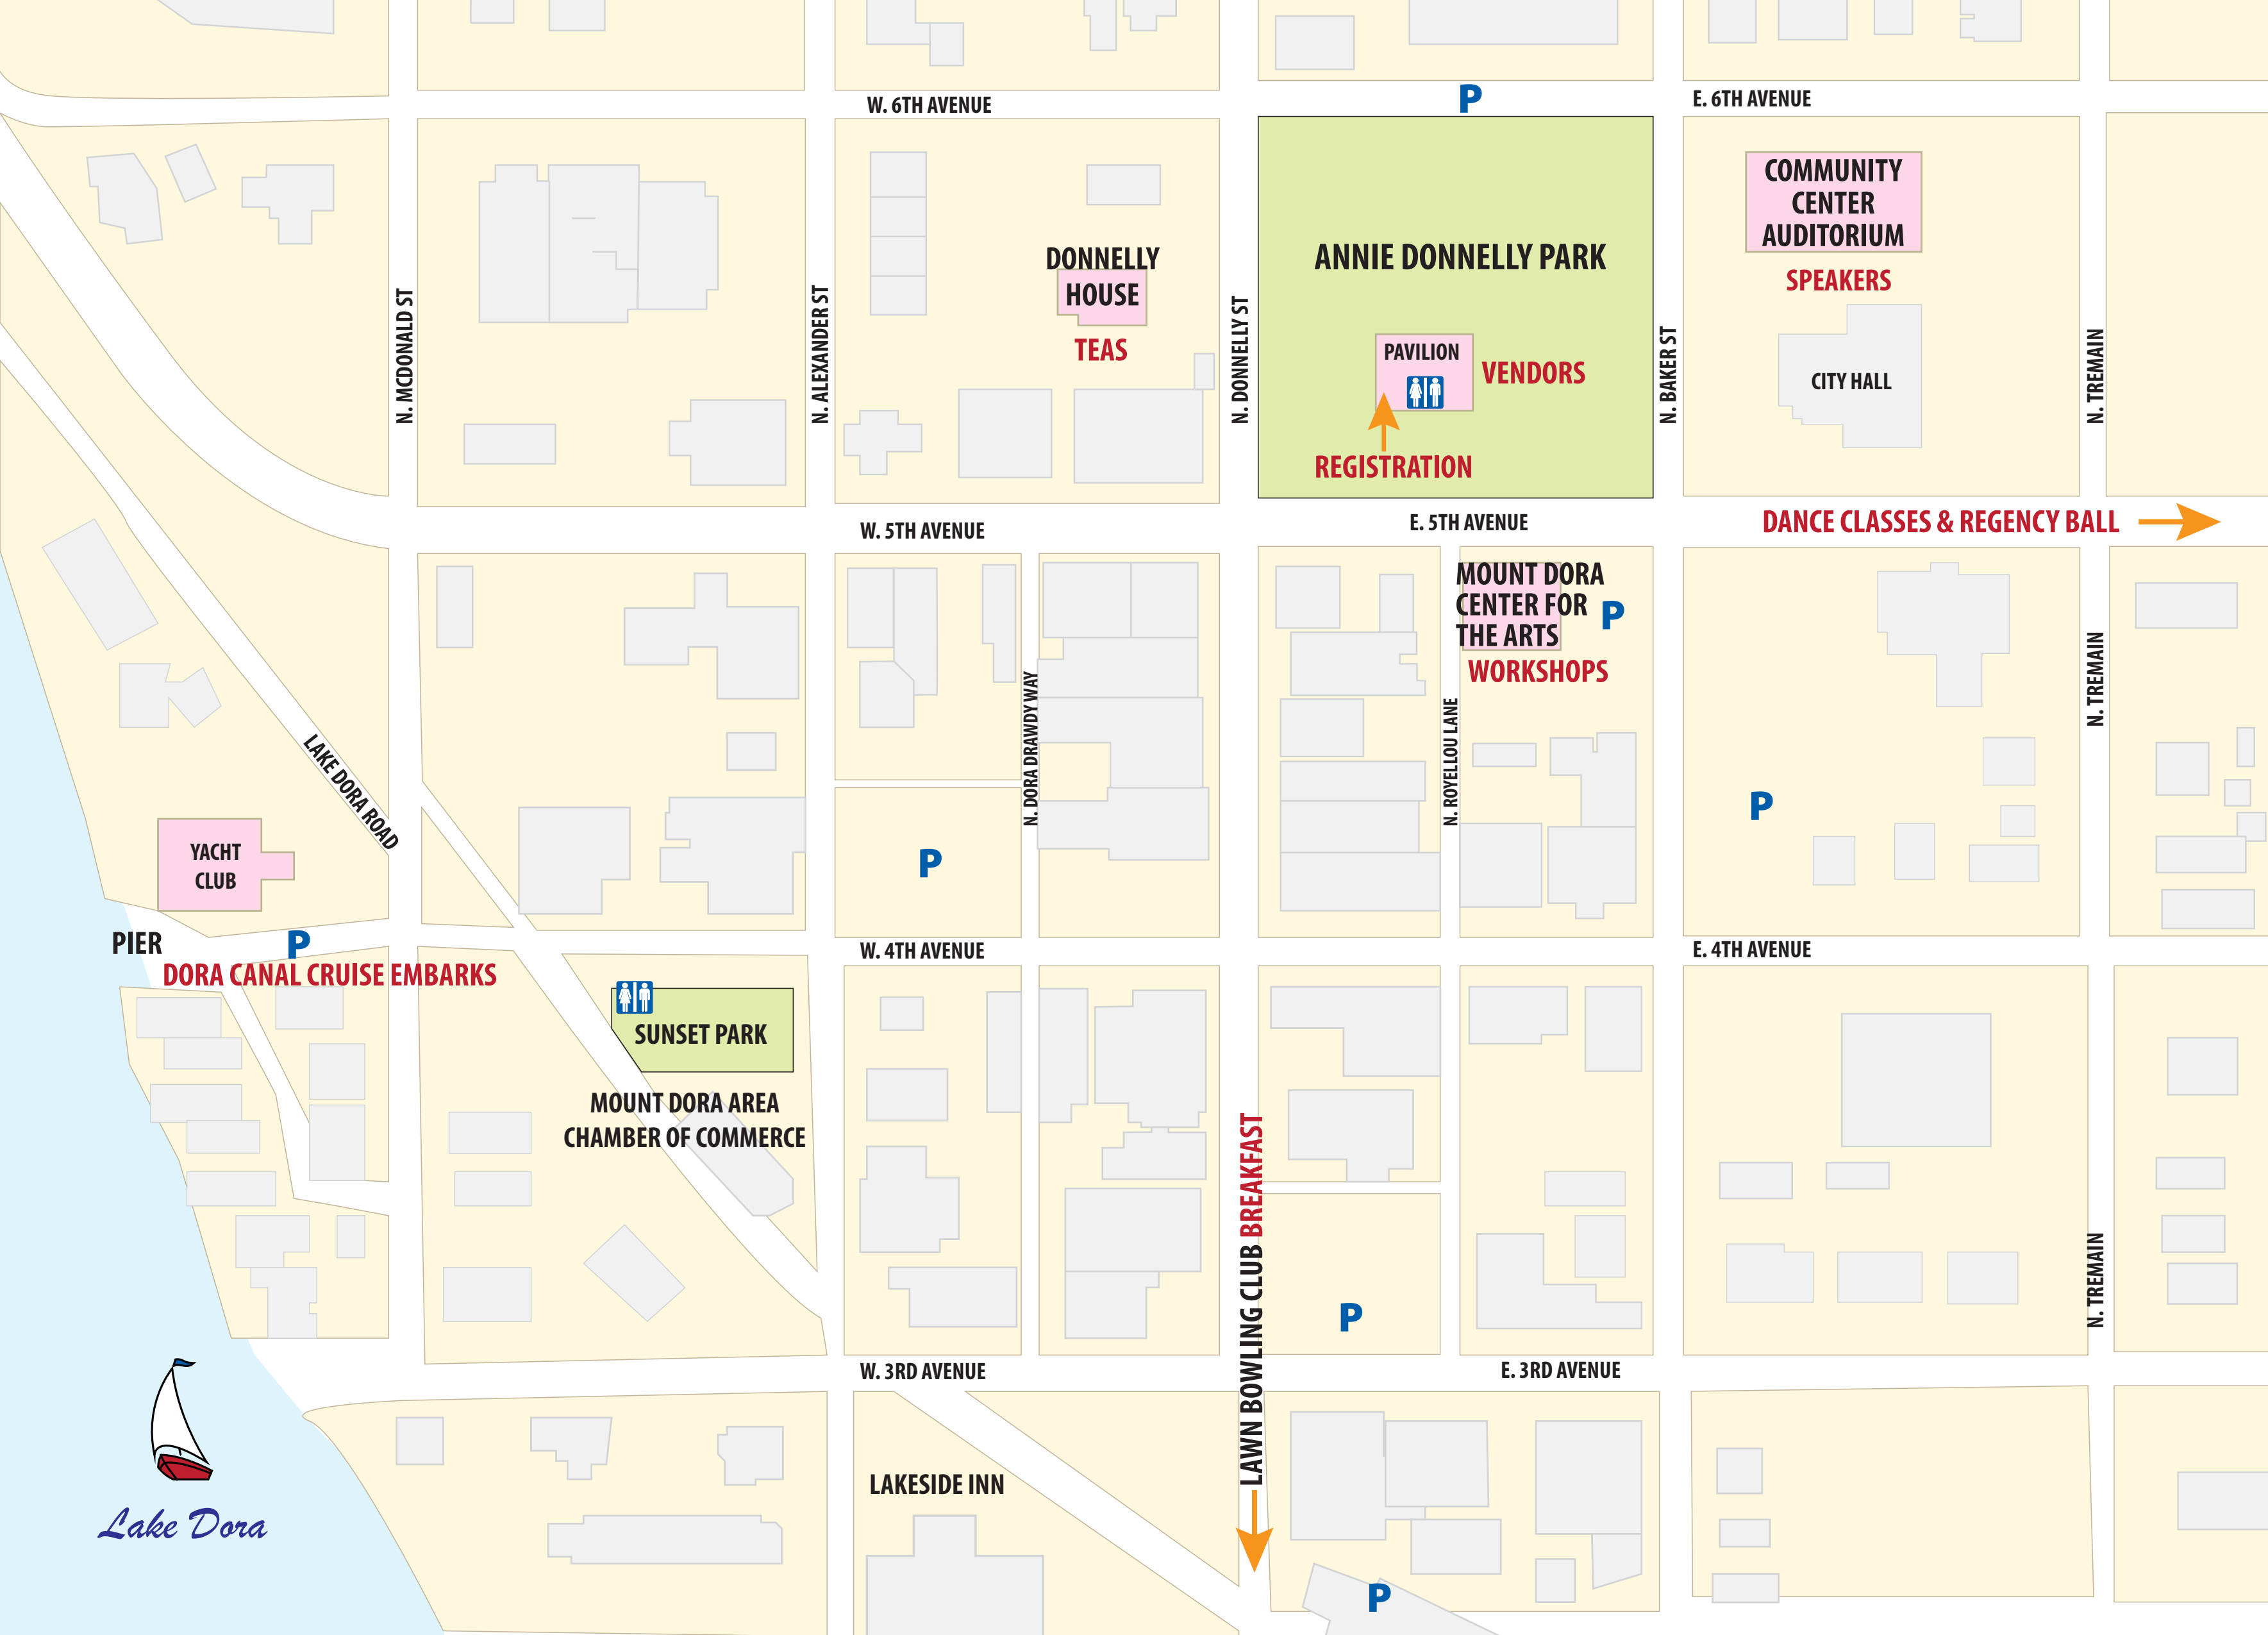 W. 6TH AVENUE
P
E. 6TH AVENUE
COMMUNITY
CENTER
AUDITORIUM
SPEAKERS
DONNELLY
HOUSE
TEAS
ANNIE DONNELLY PARK
PAVILION
VENDORS
REGISTRATION
CITY HALL
N. MCDONALD ST
N. ALEXANDER ST
N. DONNELLY ST
N. BAKER ST
N. TREMAIN
W. 5TH AVENUE
E. 5TH AVENUE
DANCE CLASSES & REGENCY BALL
MOUNT DORA
CENTER FOR
THE ARTS
P
WORKSHOPS
N. TREMAIN
LAKE DORA ROAD
N. DORA DRAWDY WAY
N. ROYELLOU LANE
P
P
YACHT
CLUB
PIER
P
DORA CANAL CRUISE EMBARKS
W. 4TH AVENUE
E. 4TH AVENUE
SUNSET PARK
MOUNT DORA AREA
CHAMBER OF COMMERCE
LAWN BOWLING CLUB BREAKFAST
P
N. TREMAIN
W. 3RD AVENUE
E. 3RD AVENUE
LAKESIDE INN
Lake Dora
P